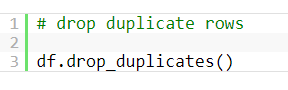 1 # drop duplicate rows
2
3 df.drop_duplicates()